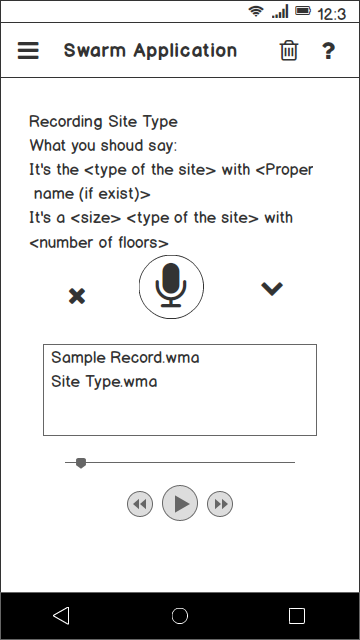 12:3
Swarm Application
?
Recording Site Type
What you shoud say:
It's the <type of the site> with <Proper
name (if exist)>
It's a <size> <type of the site> with
<number of floors>
Sample Record.wma
Site Type.wma